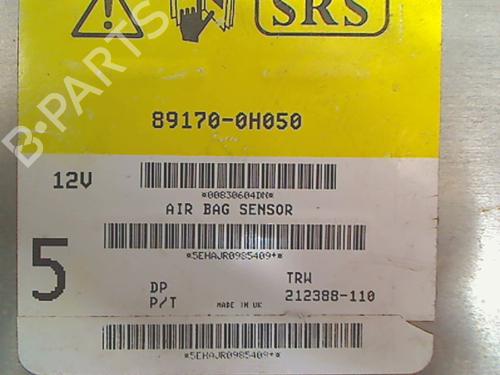 SRS
B-PARTS
89170-0H050
12V
*00830604DN*
AIR BAG SENSOR
*5EHAJR0985409+*
5
DP TRW
P/T MADE IN UK 212388-110
*5EHAJR0985409+*